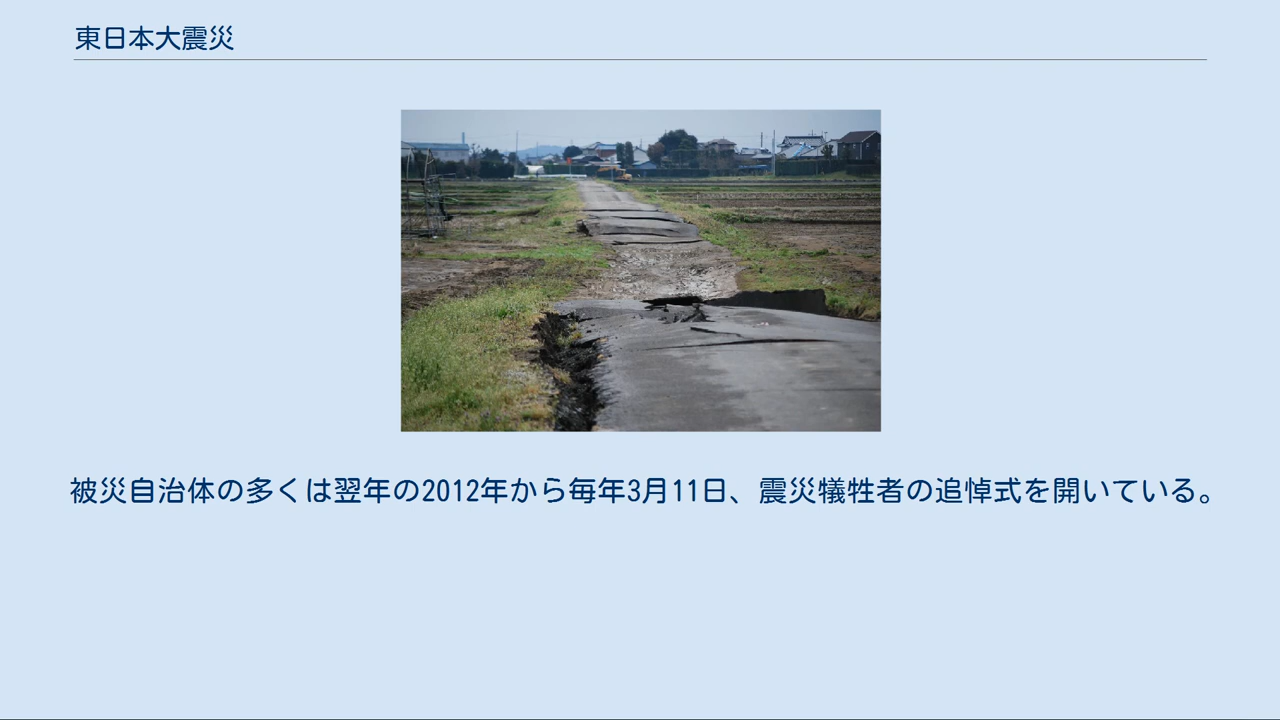 東日本大震災
被災自治体の多くは翌年の2012年から毎年3月11日、震災犠牲者の追悼式を開いている。